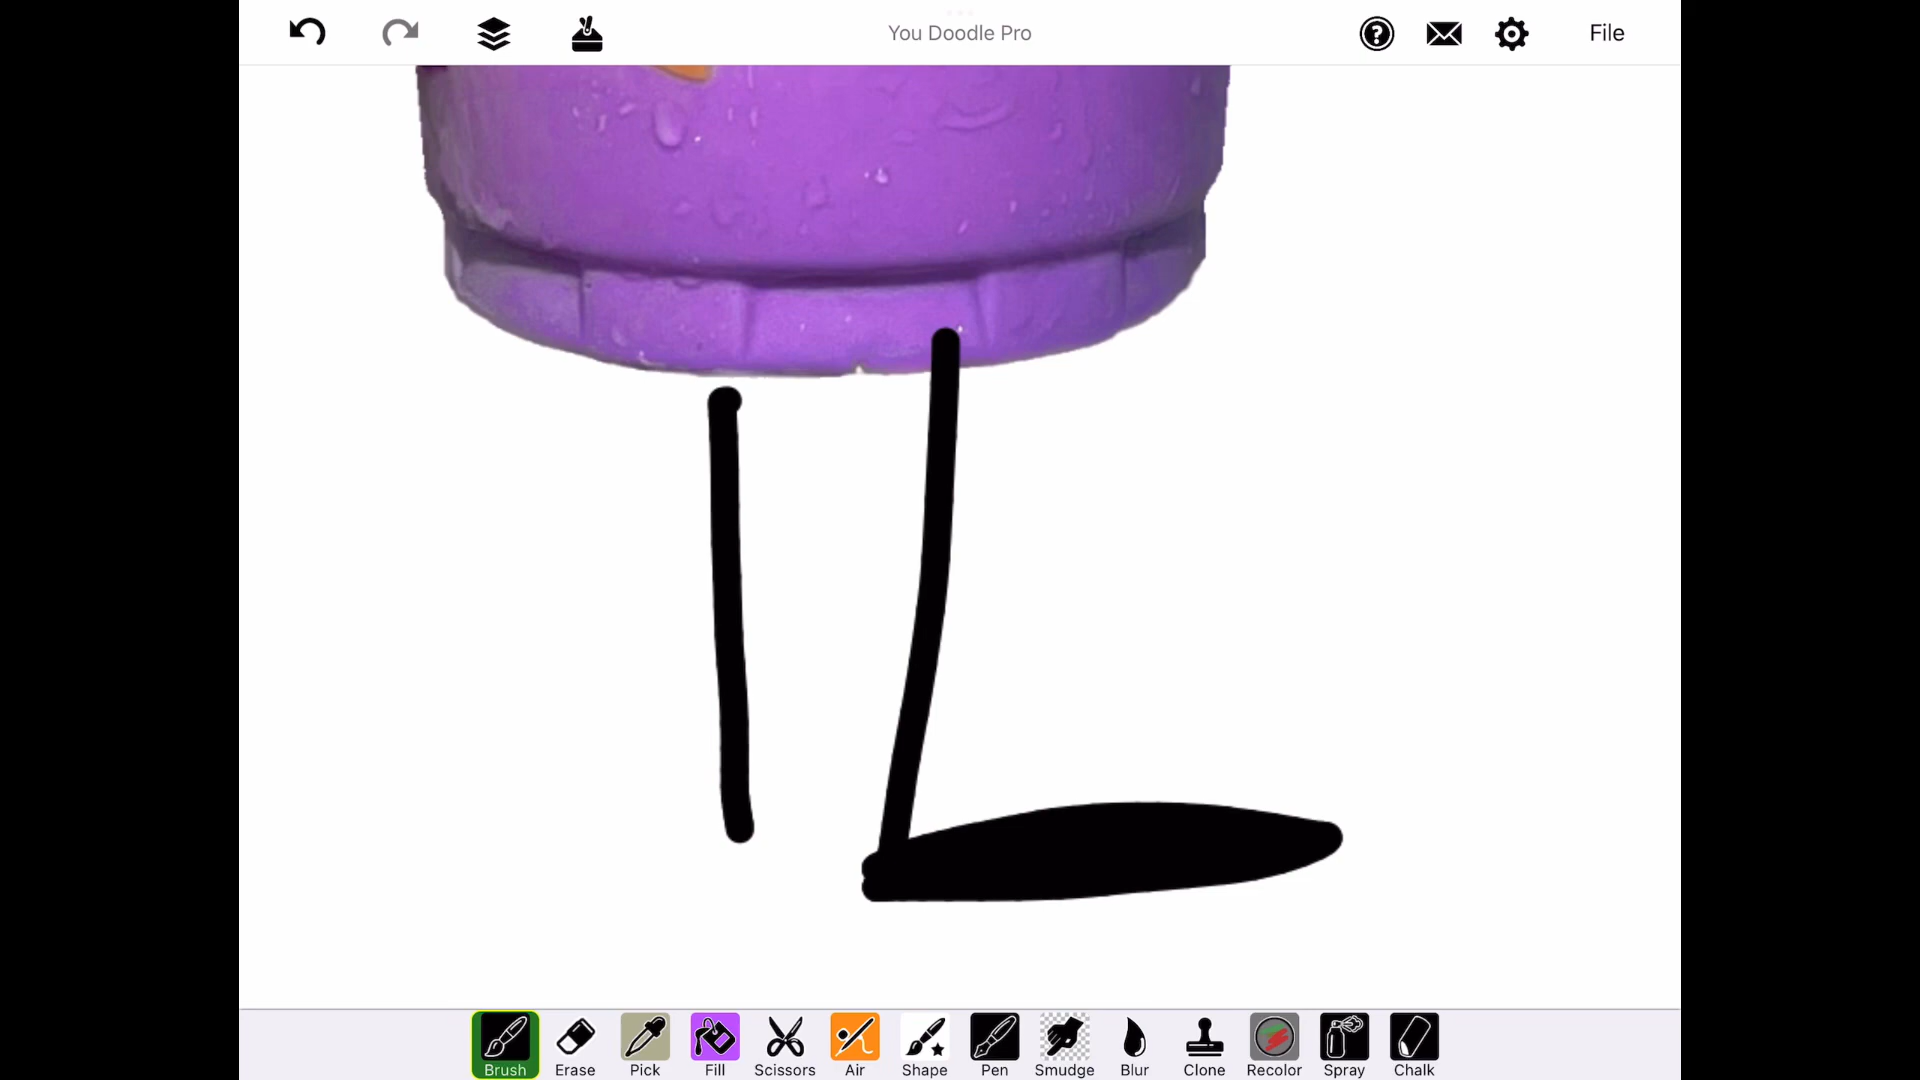 You Doodle Pro
File
Brush Erase Pick Fill Scissors Air Shape Pen Smudge Blur Clone Recolor Spray Chalk